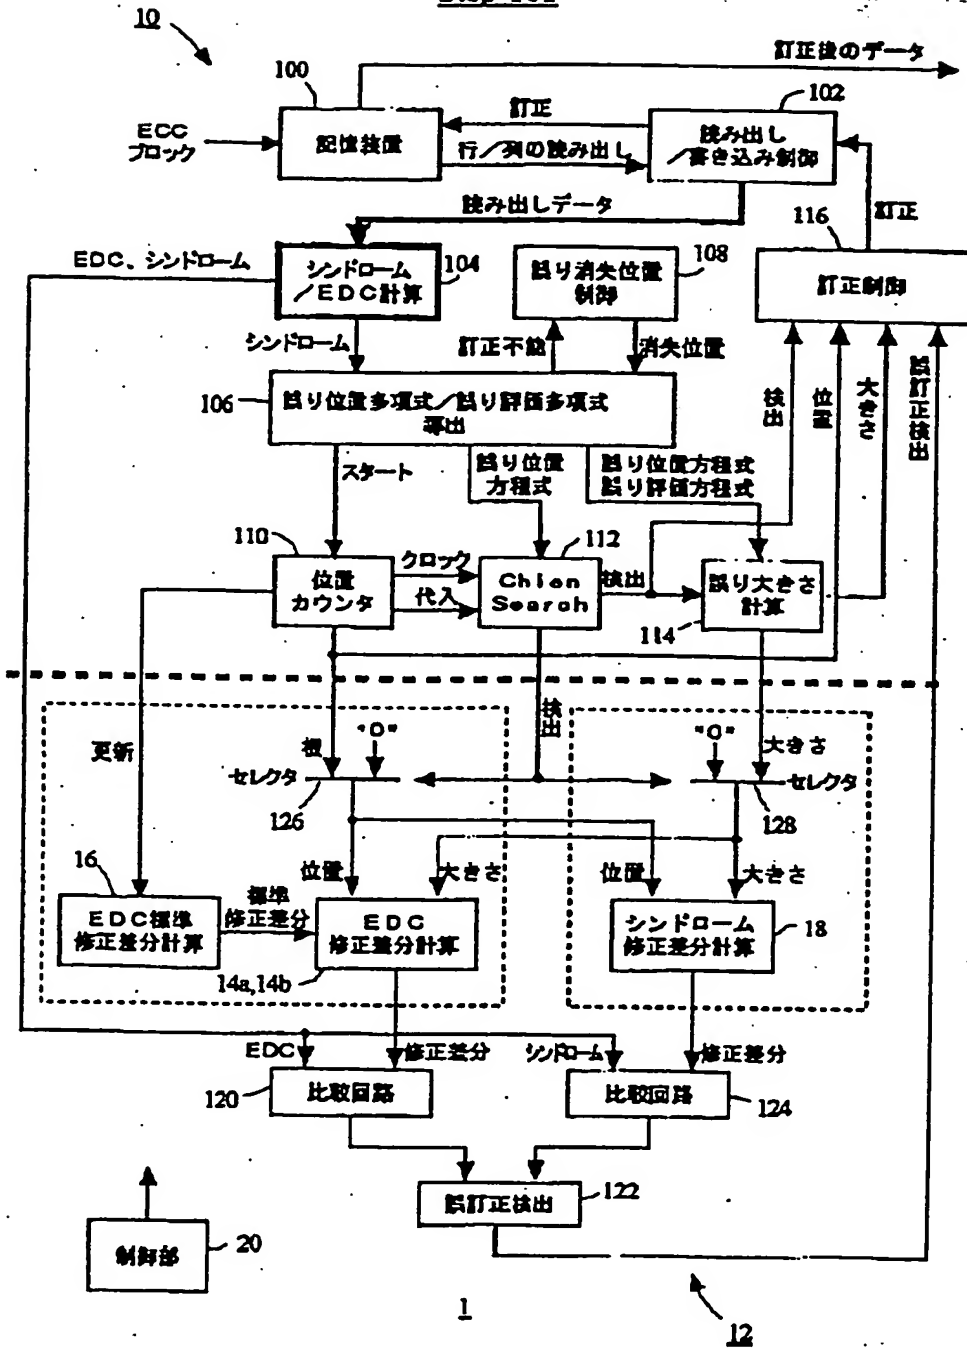 10
訂正後のデータ
100
102
ECC
ブロック
記憶装置
訂正
行／列の読み出し
読み出し
／書き込み制御
読み出しデータ
116
訂正
EDC、シンドローム
シンドローム
／EDC計算
104
誤り消失位置
制御
108
訂正制御
シンドローム
訂正不能
消失位置
106
誤り位置多項式／誤り評価多項式
導出
検出
位置
大きさ
誤訂正検出
スタート
誤り位置
方程式
誤り位置方程式
誤り評価方程式
110
112
位置
カウンタ
クロック
代入
Chien
Search
検出
誤り大きさ
計算
114
更新
根
"0"
検出
"0"
大きさ
セレクタ
126
セレクタ
128
16
位置
大きさ
位置
大きさ
EDC標準
修正差分計算
標準
修正差分
EDC
修正差分計算
14a,14b
シンドローム
修正差分計算
18
EDC
修正差分
シンドローム
修正差分
120
比較回路
比較回路
124
誤訂正検出
122
制御部
20
1
12